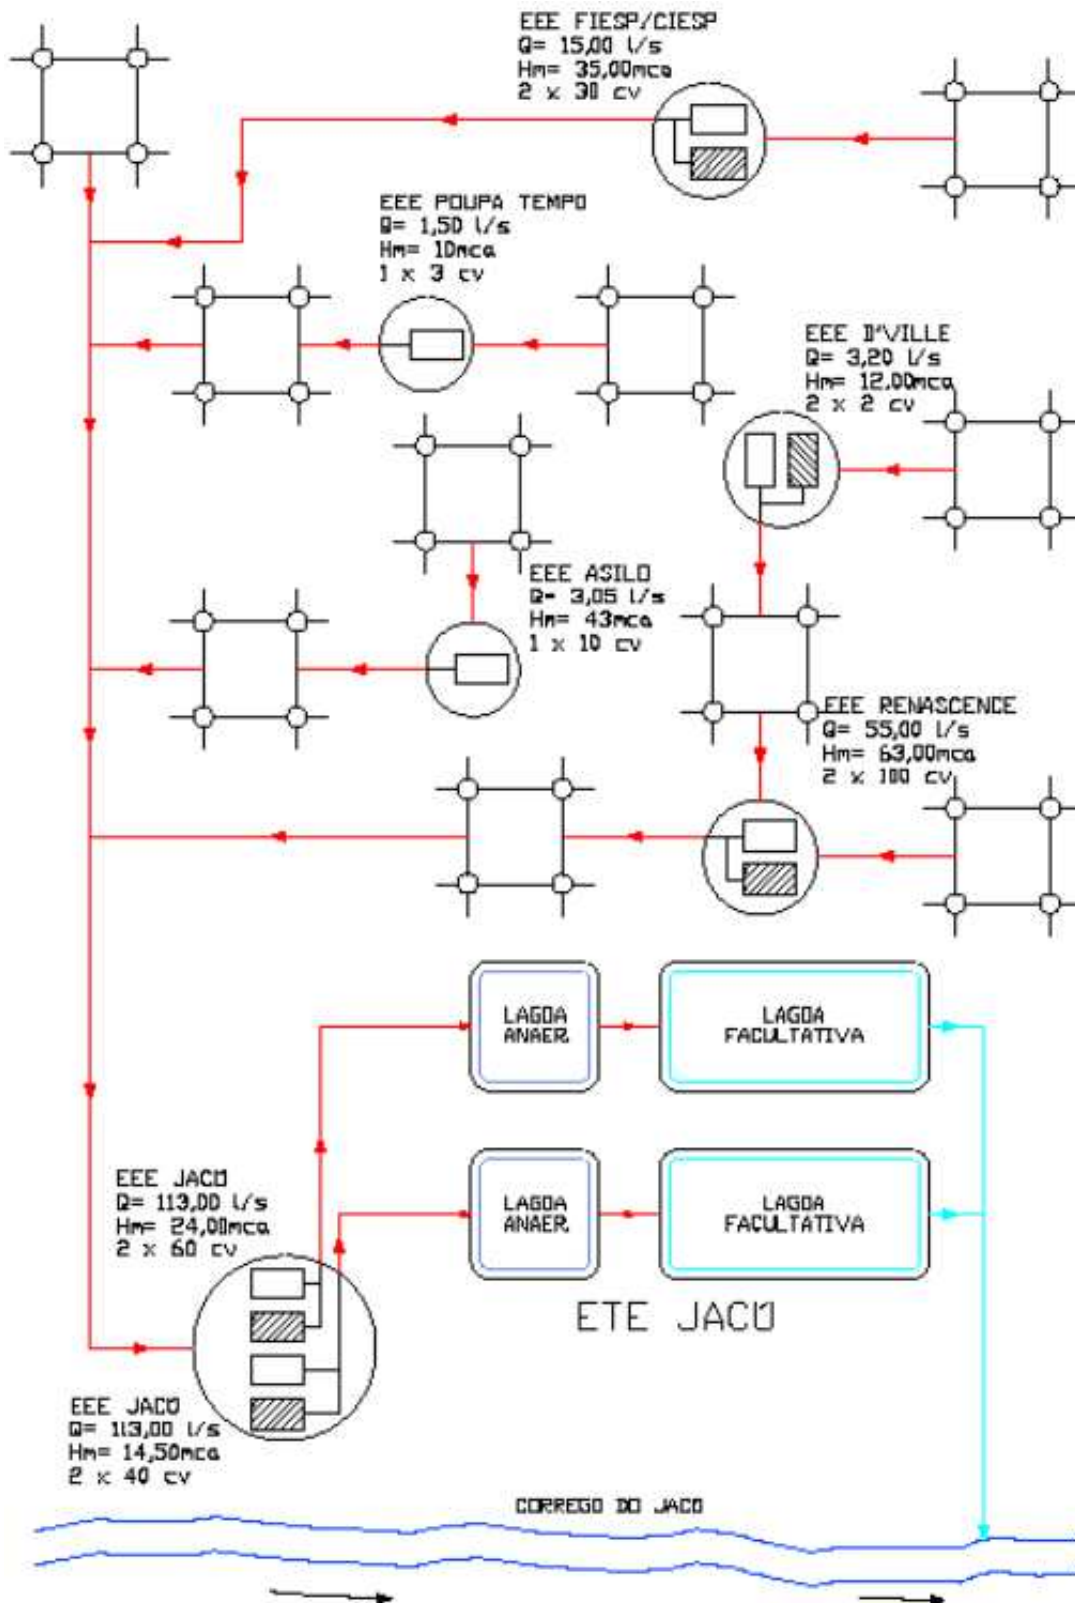 EEE FIESP/CIESP
Q= 15,00 l/s
Hm= 35,00mca
2 x 30 cv
EEE POUPA TEMPO
Q= 1,50 l/s
Hm= 10mca
1 x 3 cv
EEE D'VILLE
Q= 3,20 l/s
Hm= 12,00mca
2 x 2 cv
EEE ASILO
Q= 3,05 l/s
Hm= 43mca
1 x 10 cv
EEE RENASCENCE
Q= 55,00 l/s
Hm= 63,00mca
2 x 100 cv
LAGOA
ANAER.
LAGOA
FACULTATIVA
EEE JACÚ
Q= 113,00 l/s
Hm= 24,00mca
2 x 60 cv
LAGOA
ANAER.
LAGOA
FACULTATIVA
ETE JACÚ
EEE JACÚ
Q= 113,00 l/s
Hm= 14,50mca
2 x 40 cv
CORREGO DO JACÚ